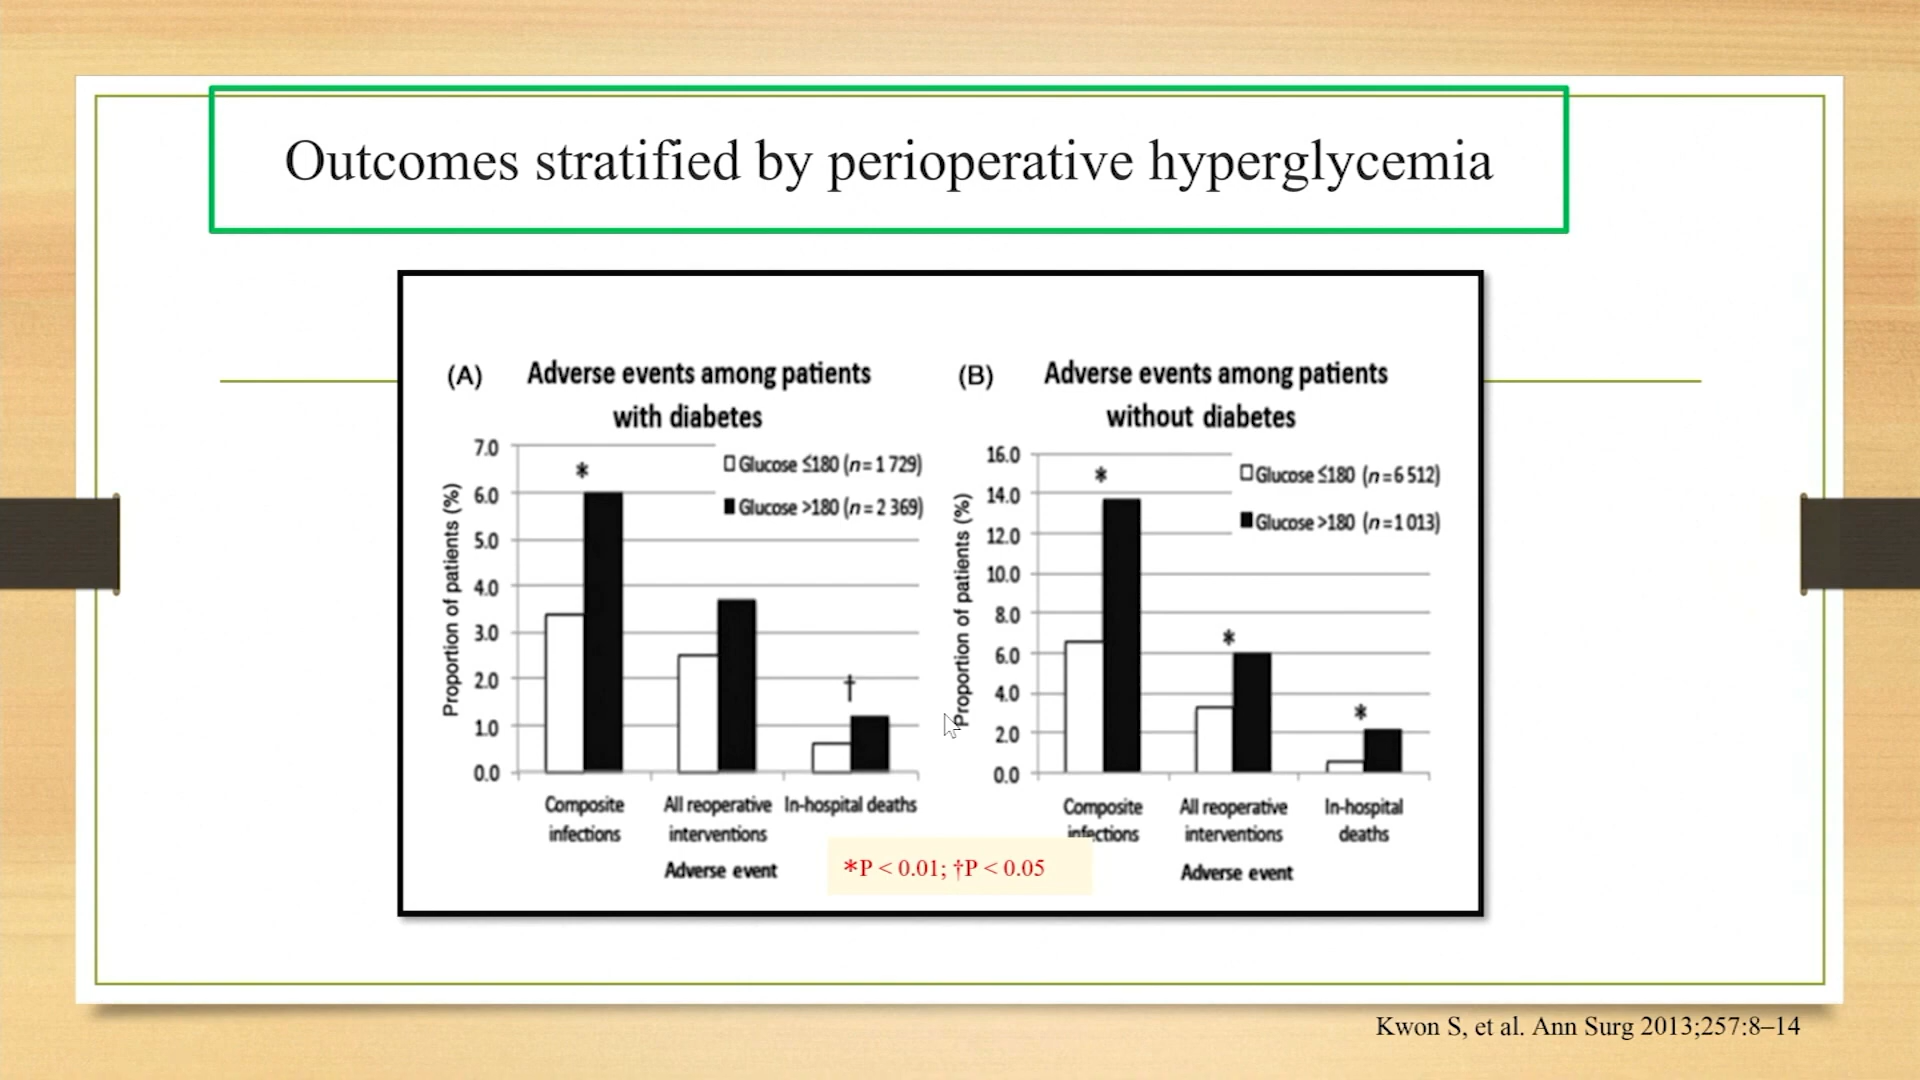 Outcomes stratified by perioperative hyperglycemia
(A) Adverse events among patients
with diabetes
Proportion of patients (%)
7.0
6.0
5.0
4.0
3.0
2.0
1.0
0.0
*
†
Glucose ≤180 (n=1 729)
Glucose >180 (n=2 369)
Composite
infections
All reoperative
interventions
In-hospital deaths
Adverse event
(B) Adverse events among patients
without diabetes
Proportion of patients (%)
16.0
14.0
12.0
10.0
8.0
6.0
4.0
2.0
0.0
*
*
*
Glucose ≤180 (n=6 512)
Glucose >180 (n=1 013)
Composite
infections
All reoperative
interventions
In-hospital
deaths
Adverse event
*P < 0.01; †P < 0.05
Kwon S, et al. Ann Surg 2013;257:8–14